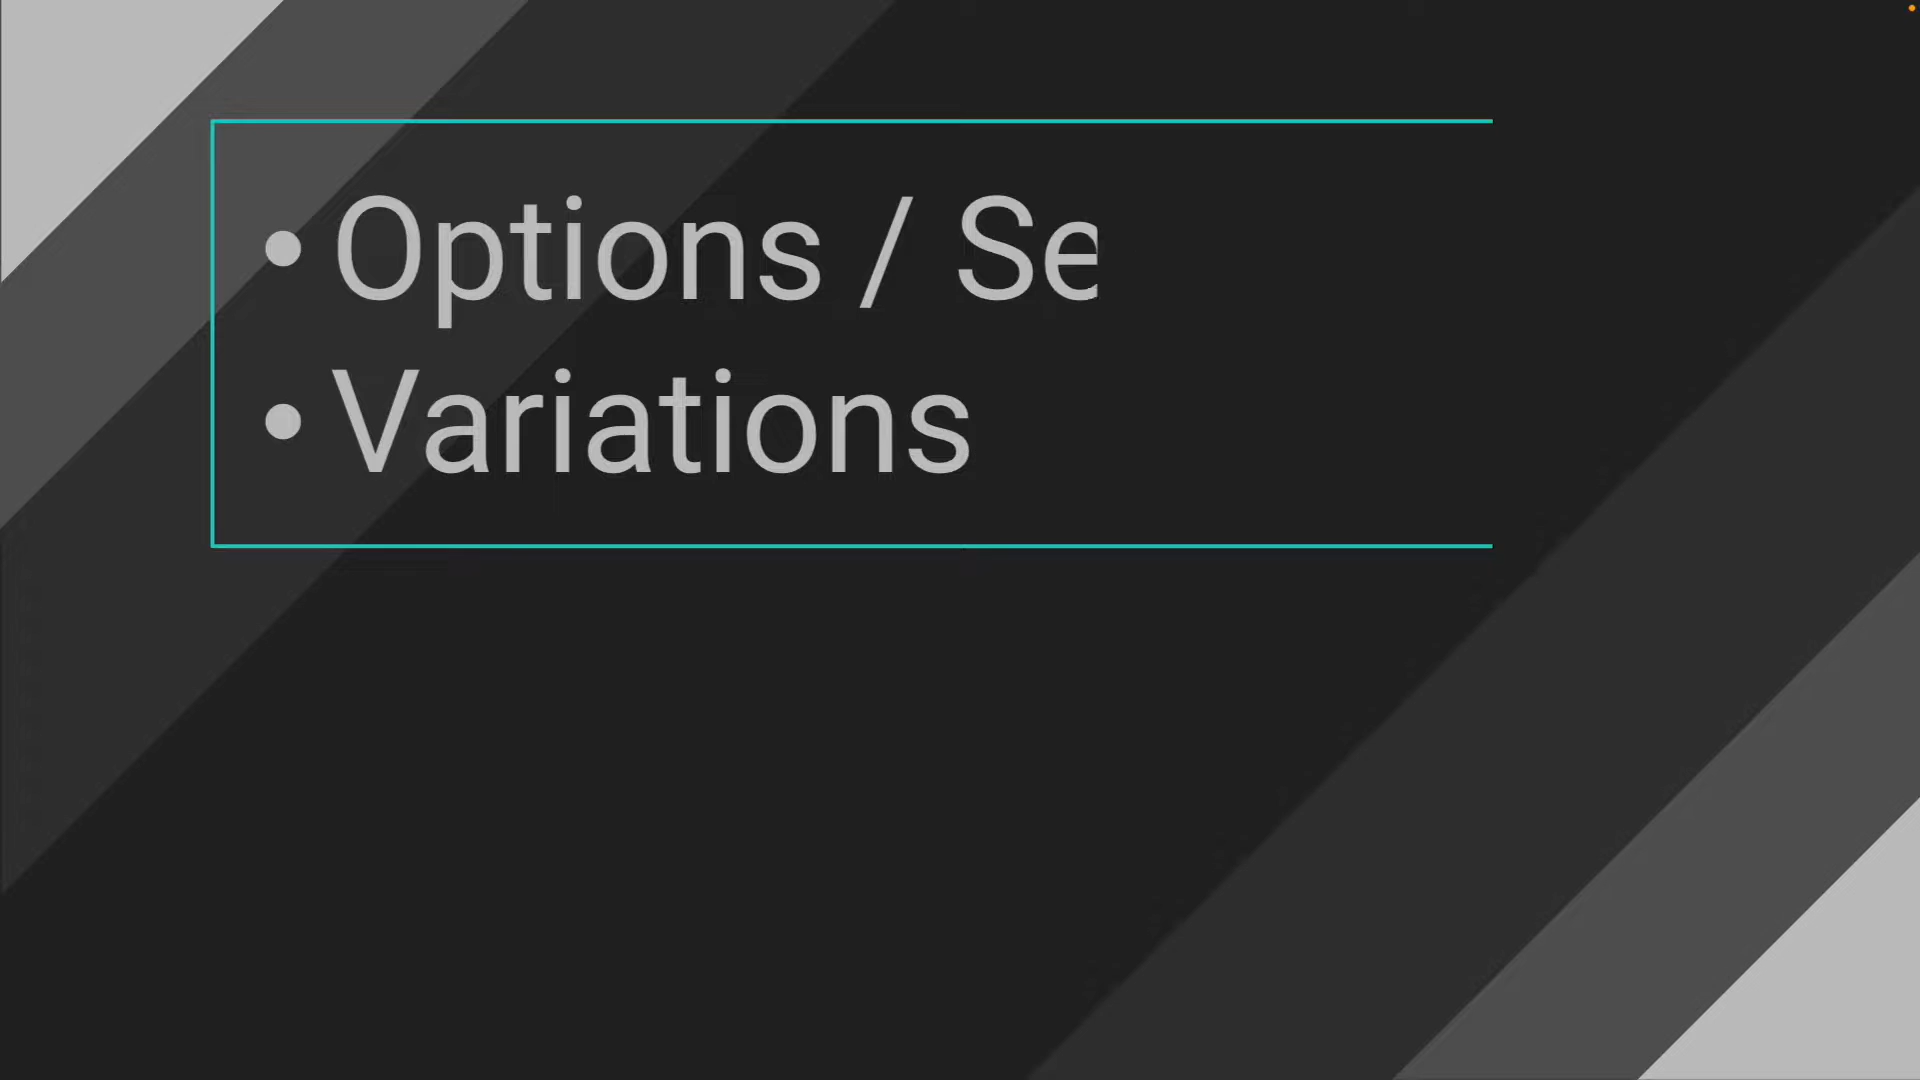 • Options / Se
• Variations